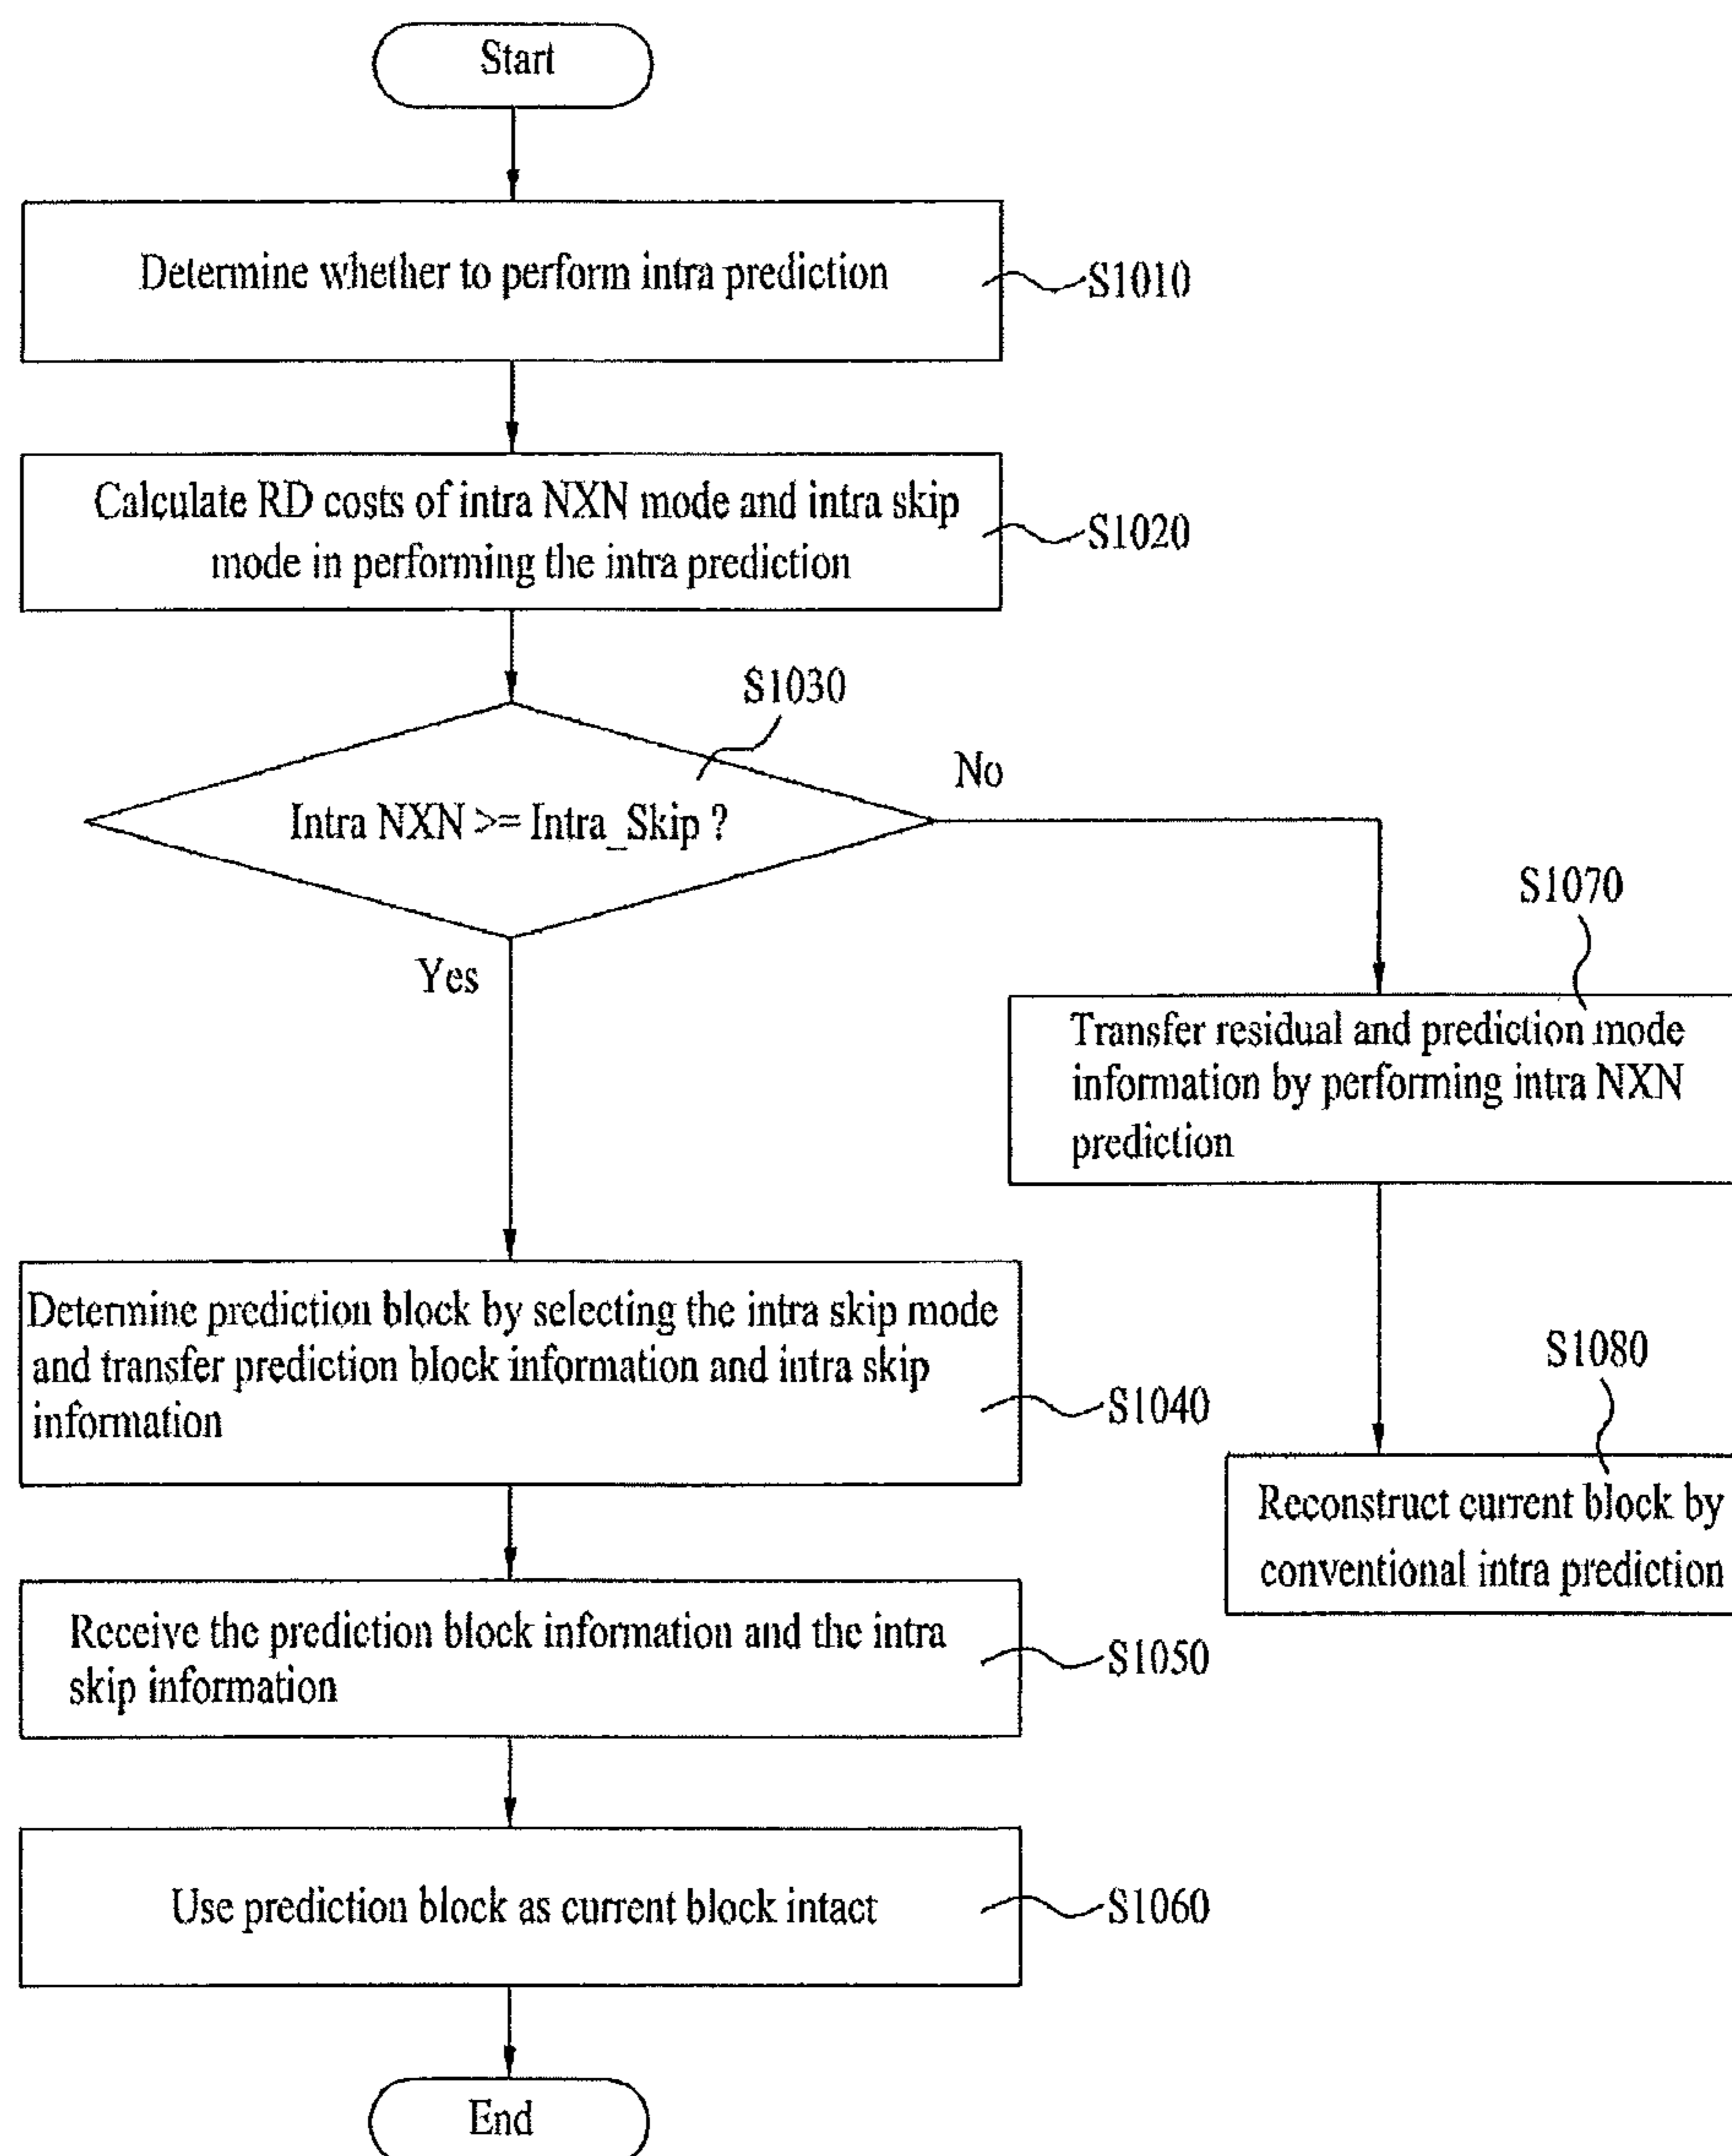 Start
Determine whether to perform intra prediction
S1010
Calculate RD costs of intra NXN mode and intra skip
mode in performing the intra prediction
S1020
S1030
Intra NXN >= Intra_Skip ?
No
Yes
S1070
Transfer residual and prediction mode
information by performing intra NXN
prediction
Determine prediction block by selecting the intra skip mode
and transfer prediction block information and intra skip
information
S1040
S1080
Reconstruct current block by
conventional intra prediction
Receive the prediction block information and the intra
skip information
S1050
Use prediction block as current block intact
S1060
End